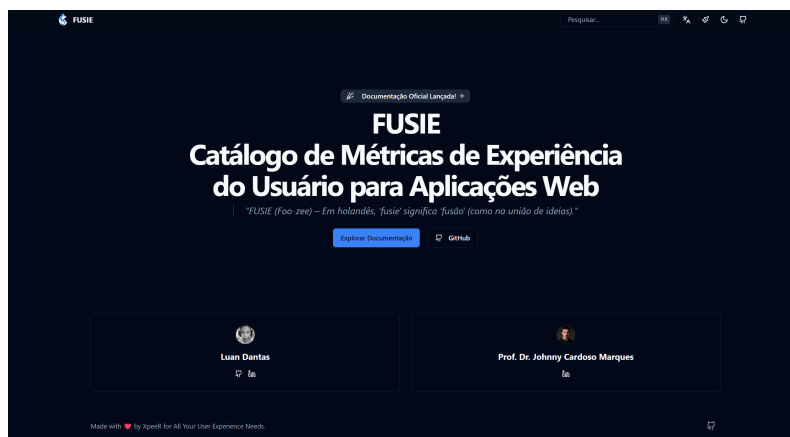 FUSIE
Pesquisar...
⌘K
Documentação Oficial Lançada! →
FUSIE
Catálogo de Métricas de Experiência
do Usuário para Aplicações Web
"FUSIE (Foo-zee) – Em holandês, 'fusie' significa 'fusão' (como na união de ideias)."
Explorar Documentação
GitHub
Luan Dantas
Prof. Dr. Johnny Cardoso Marques
Made with ❤️ by XpeeR for All Your User Experience Needs.